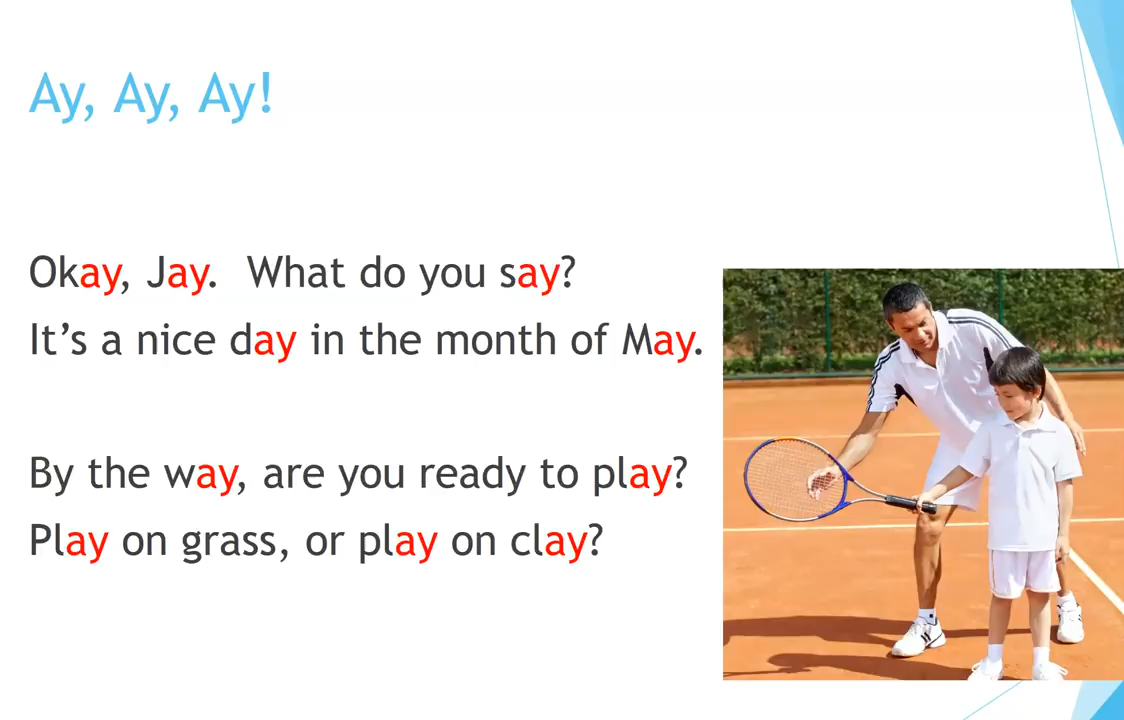 Ay, Ay, Ay!
Okay, Jay.  What do you say?
It’s a nice day in the month of May.
By the way, are you ready to play?
Play on grass, or play on clay?